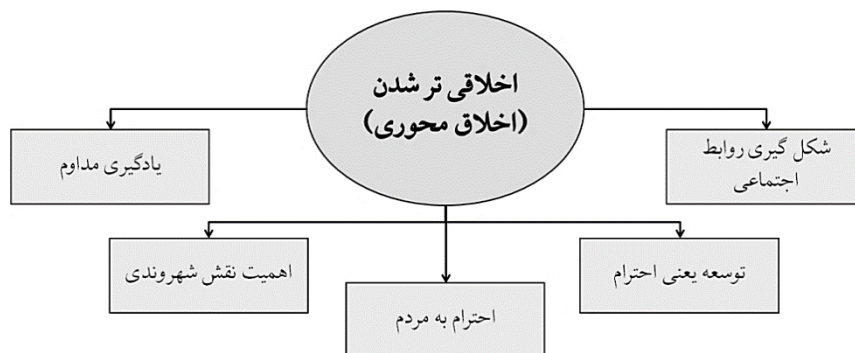 اخلاقی تر شدن
(اخلاق محوری)
شکل گیری روابط
اجتماعی
یادگیری مداوم
توسعه یعنی احترام
اهمیت نقش شهروندی
احترام به مردم